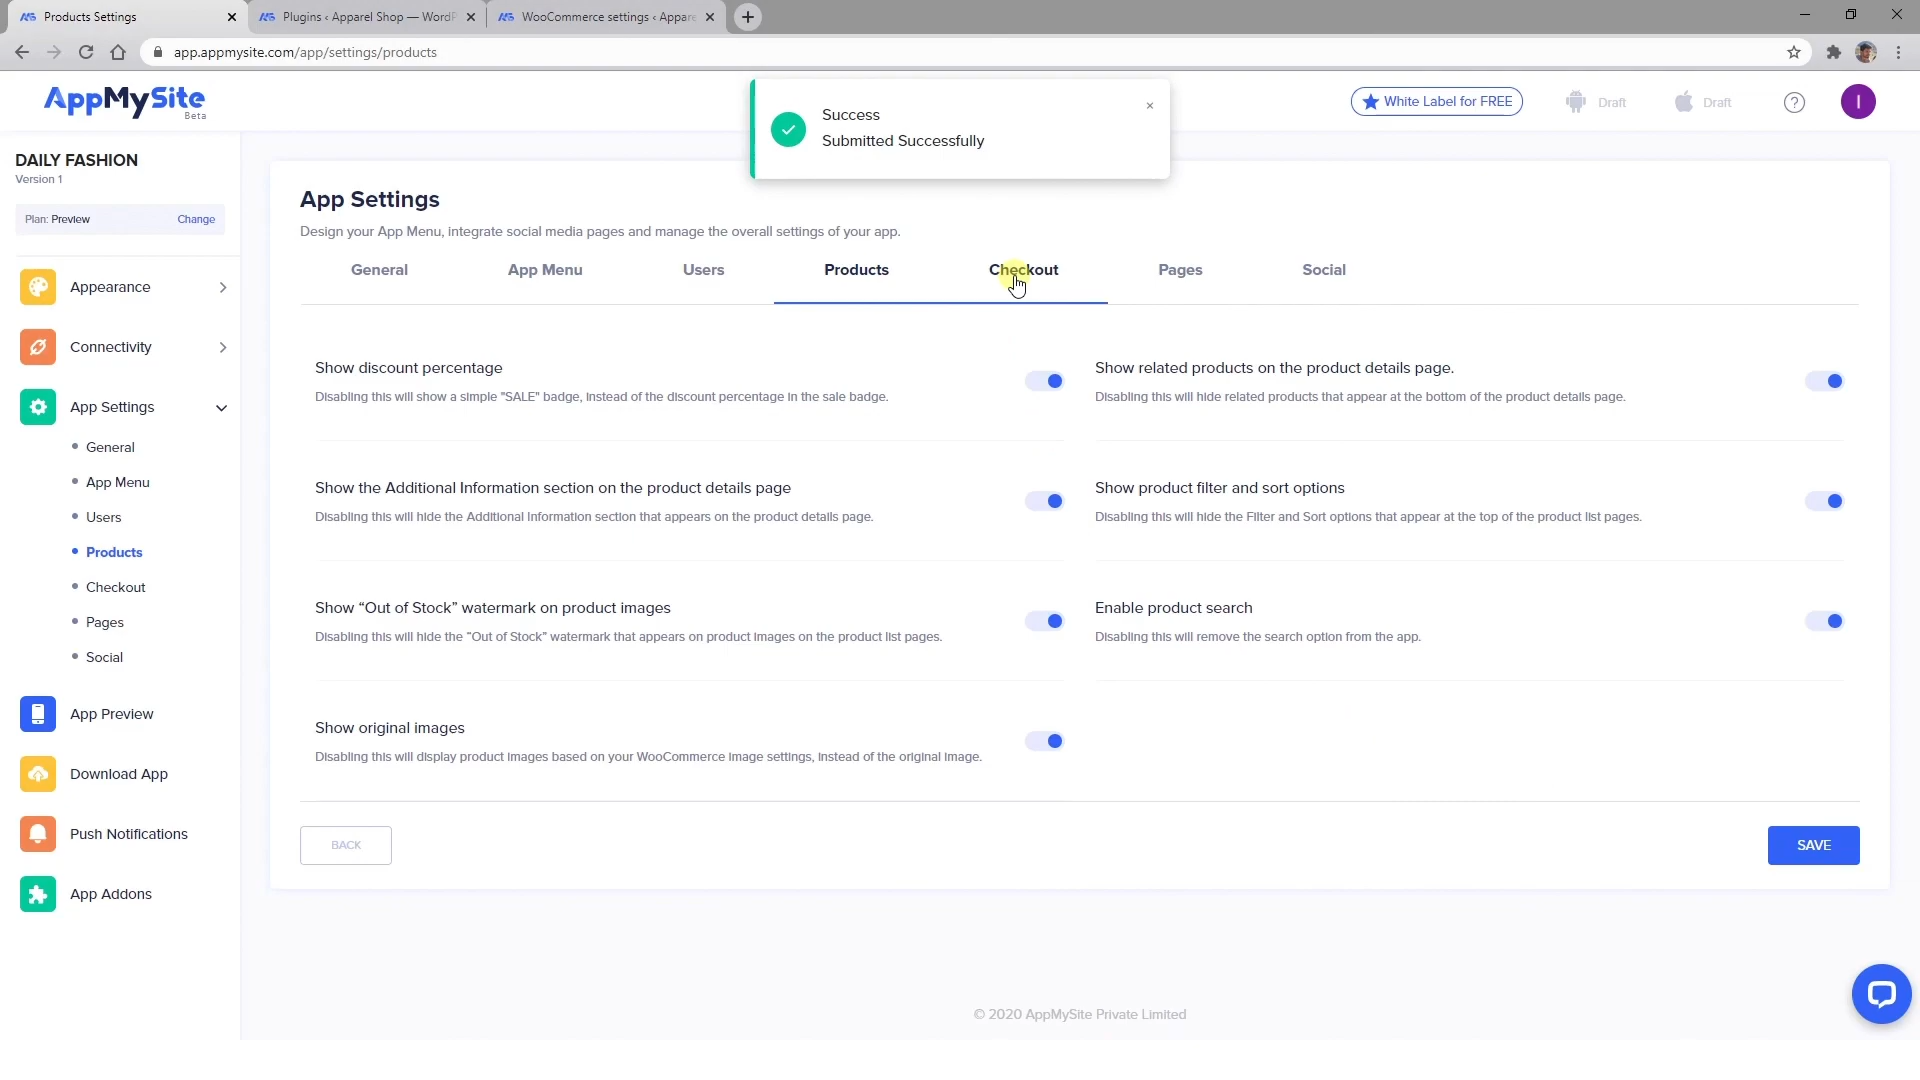 Products Settings
Plugins ‹ Apparel Shop — WordP
WooCommerce settings ‹ Appare
app.appmysite.com/app/settings/products
AppMySite
Beta
Success
Submitted Successfully
White Label for FREE
Draft
Draft
I
DAILY FASHION
Version 1
Plan: Preview
Change
Appearance
Connectivity
App Settings
General
App Menu
Users
Products
Checkout
Pages
Social
App Preview
Download App
Push Notifications
App Addons
App Settings
Design your App Menu, integrate social media pages and manage the overall settings of your app.
General
App Menu
Users
Products
Checkout
Pages
Social
Show discount percentage
Disabling this will show a simple "SALE" badge, instead of the discount percentage in the sale badge.
Show related products on the product details page.
Disabling this will hide related products that appear at the bottom of the product details page.
Show the Additional Information section on the product details page
Disabling this will hide the Additional Information section that appears on the product details page.
Show product filter and sort options
Disabling this will hide the Filter and Sort options that appear at the top of the product list pages.
Show “Out of Stock” watermark on product images
Disabling this will hide the “Out of Stock” watermark that appears on product images on the product list pages.
Enable product search
Disabling this will remove the search option from the app.
Show original images
Disabling this will display product images based on your WooCommerce image settings, instead of the original image.
BACK
SAVE
© 2020 AppMySite Private Limited